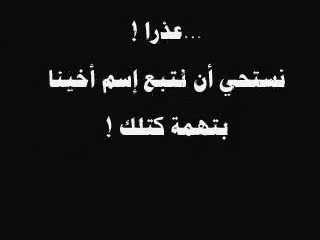 ...عذرا !
نستحي أن نتبع إسم أخينا
بتهمة كتلك !